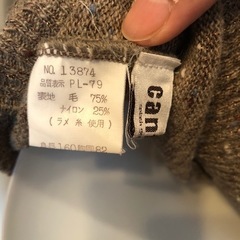 NO. 13874
品質表示 PL-79
裏地 毛 75%
ナイロン 25%
(ラメ糸使用)
can